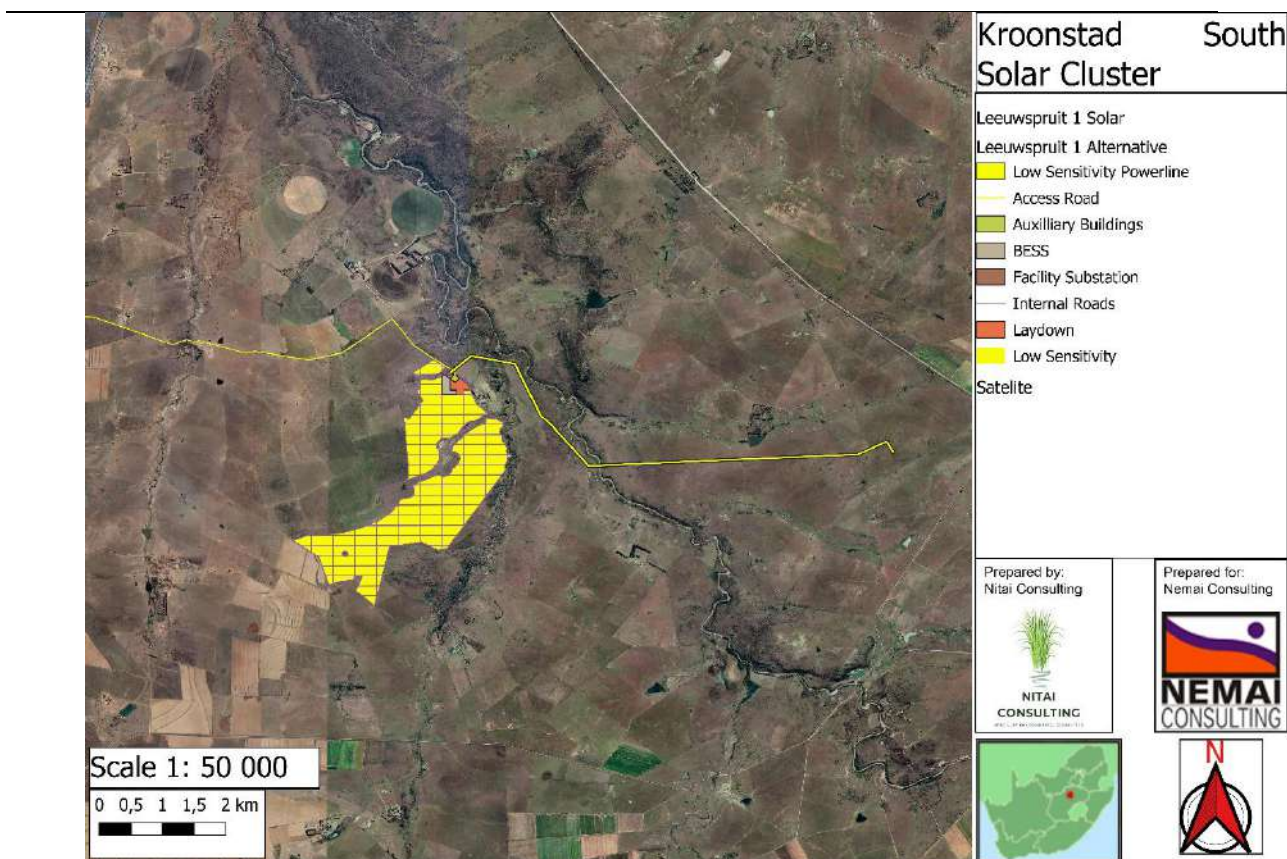 Kroonstad South
Solar Cluster
Leeuwspruit 1 Solar
Leeuwspruit 1 Alternative
Low Sensitivity Powerline
Access Road
Auxilliary Buildings
BESS
Facility Substation
Internal Roads
Laydown
Low Sensitivity
Satelite
Prepared by:
Nitai Consulting
NITAI
CONSULTING
Prepared for:
Nemai Consulting
NEMAI
CONSULTING
N
Scale 1: 50 000
0 0,5 1 1,5 2 km